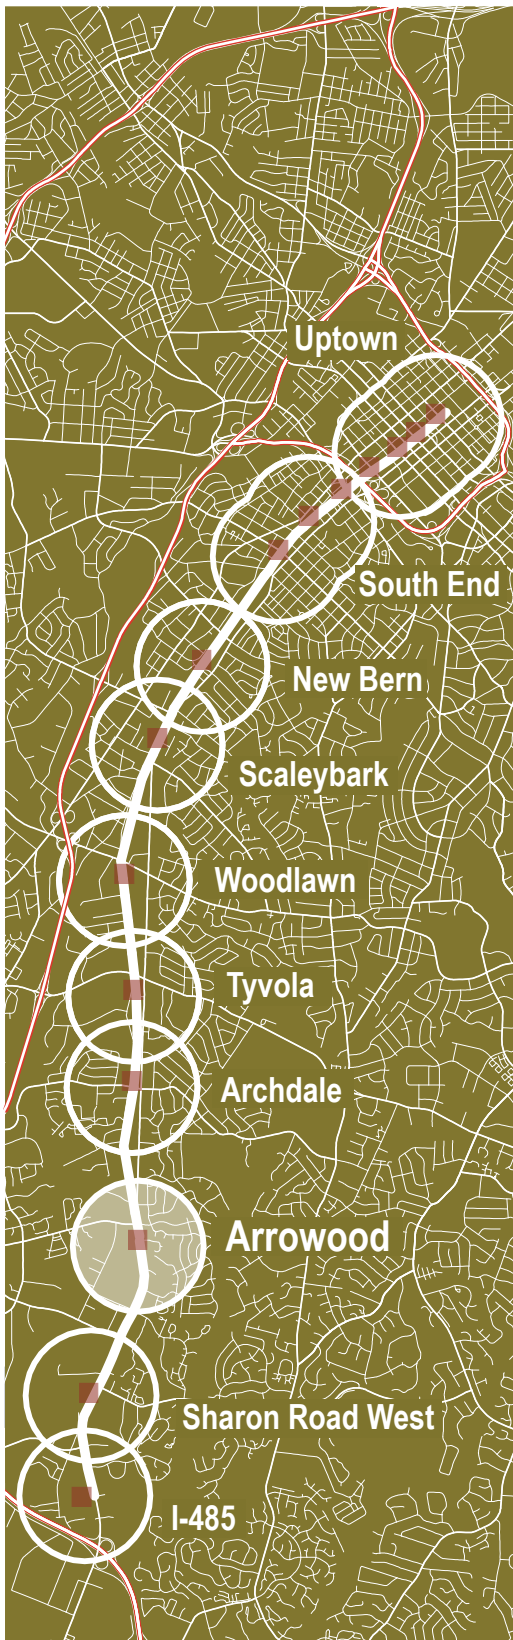 Uptown
South End
New Bern
Scaleybark
Woodlawn
Tyvola
Archdale
Arrowood
Sharon Road West
I-485